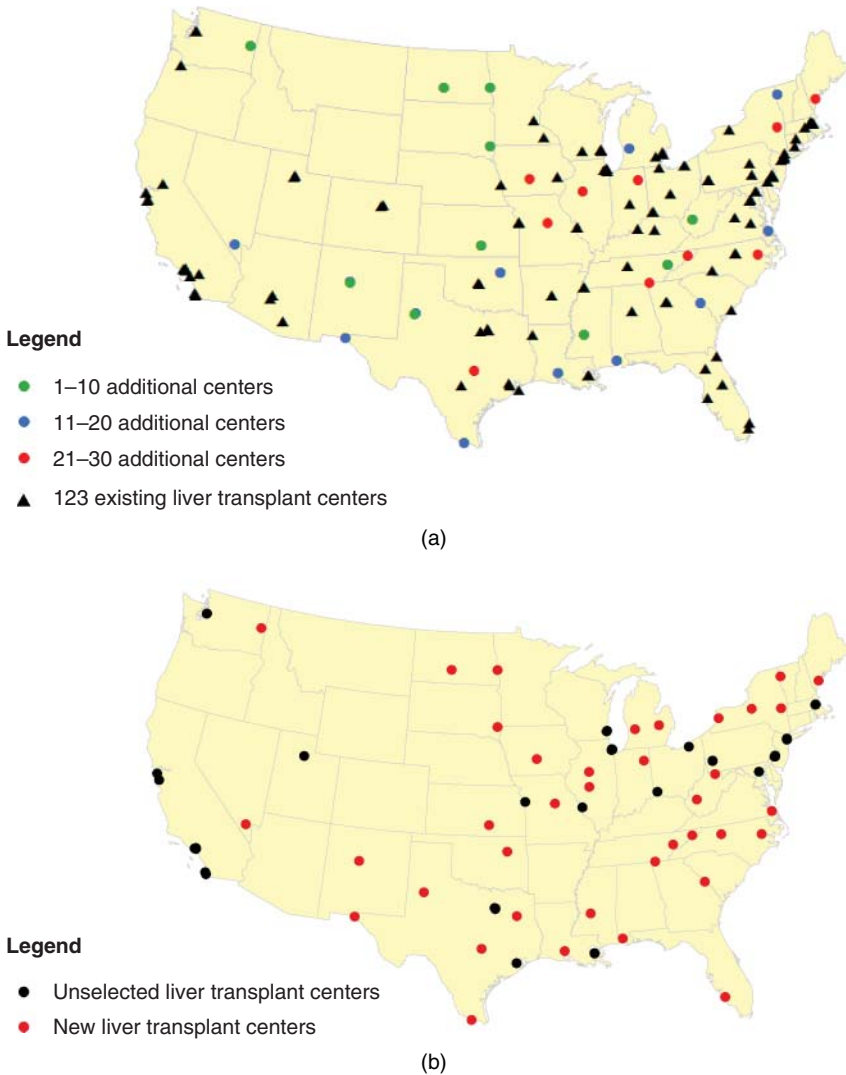 Legend
1–10 additional centers
11–20 additional centers
21–30 additional centers
123 existing liver transplant centers
(a)
Legend
Unselected liver transplant centers
New liver transplant centers
(b)